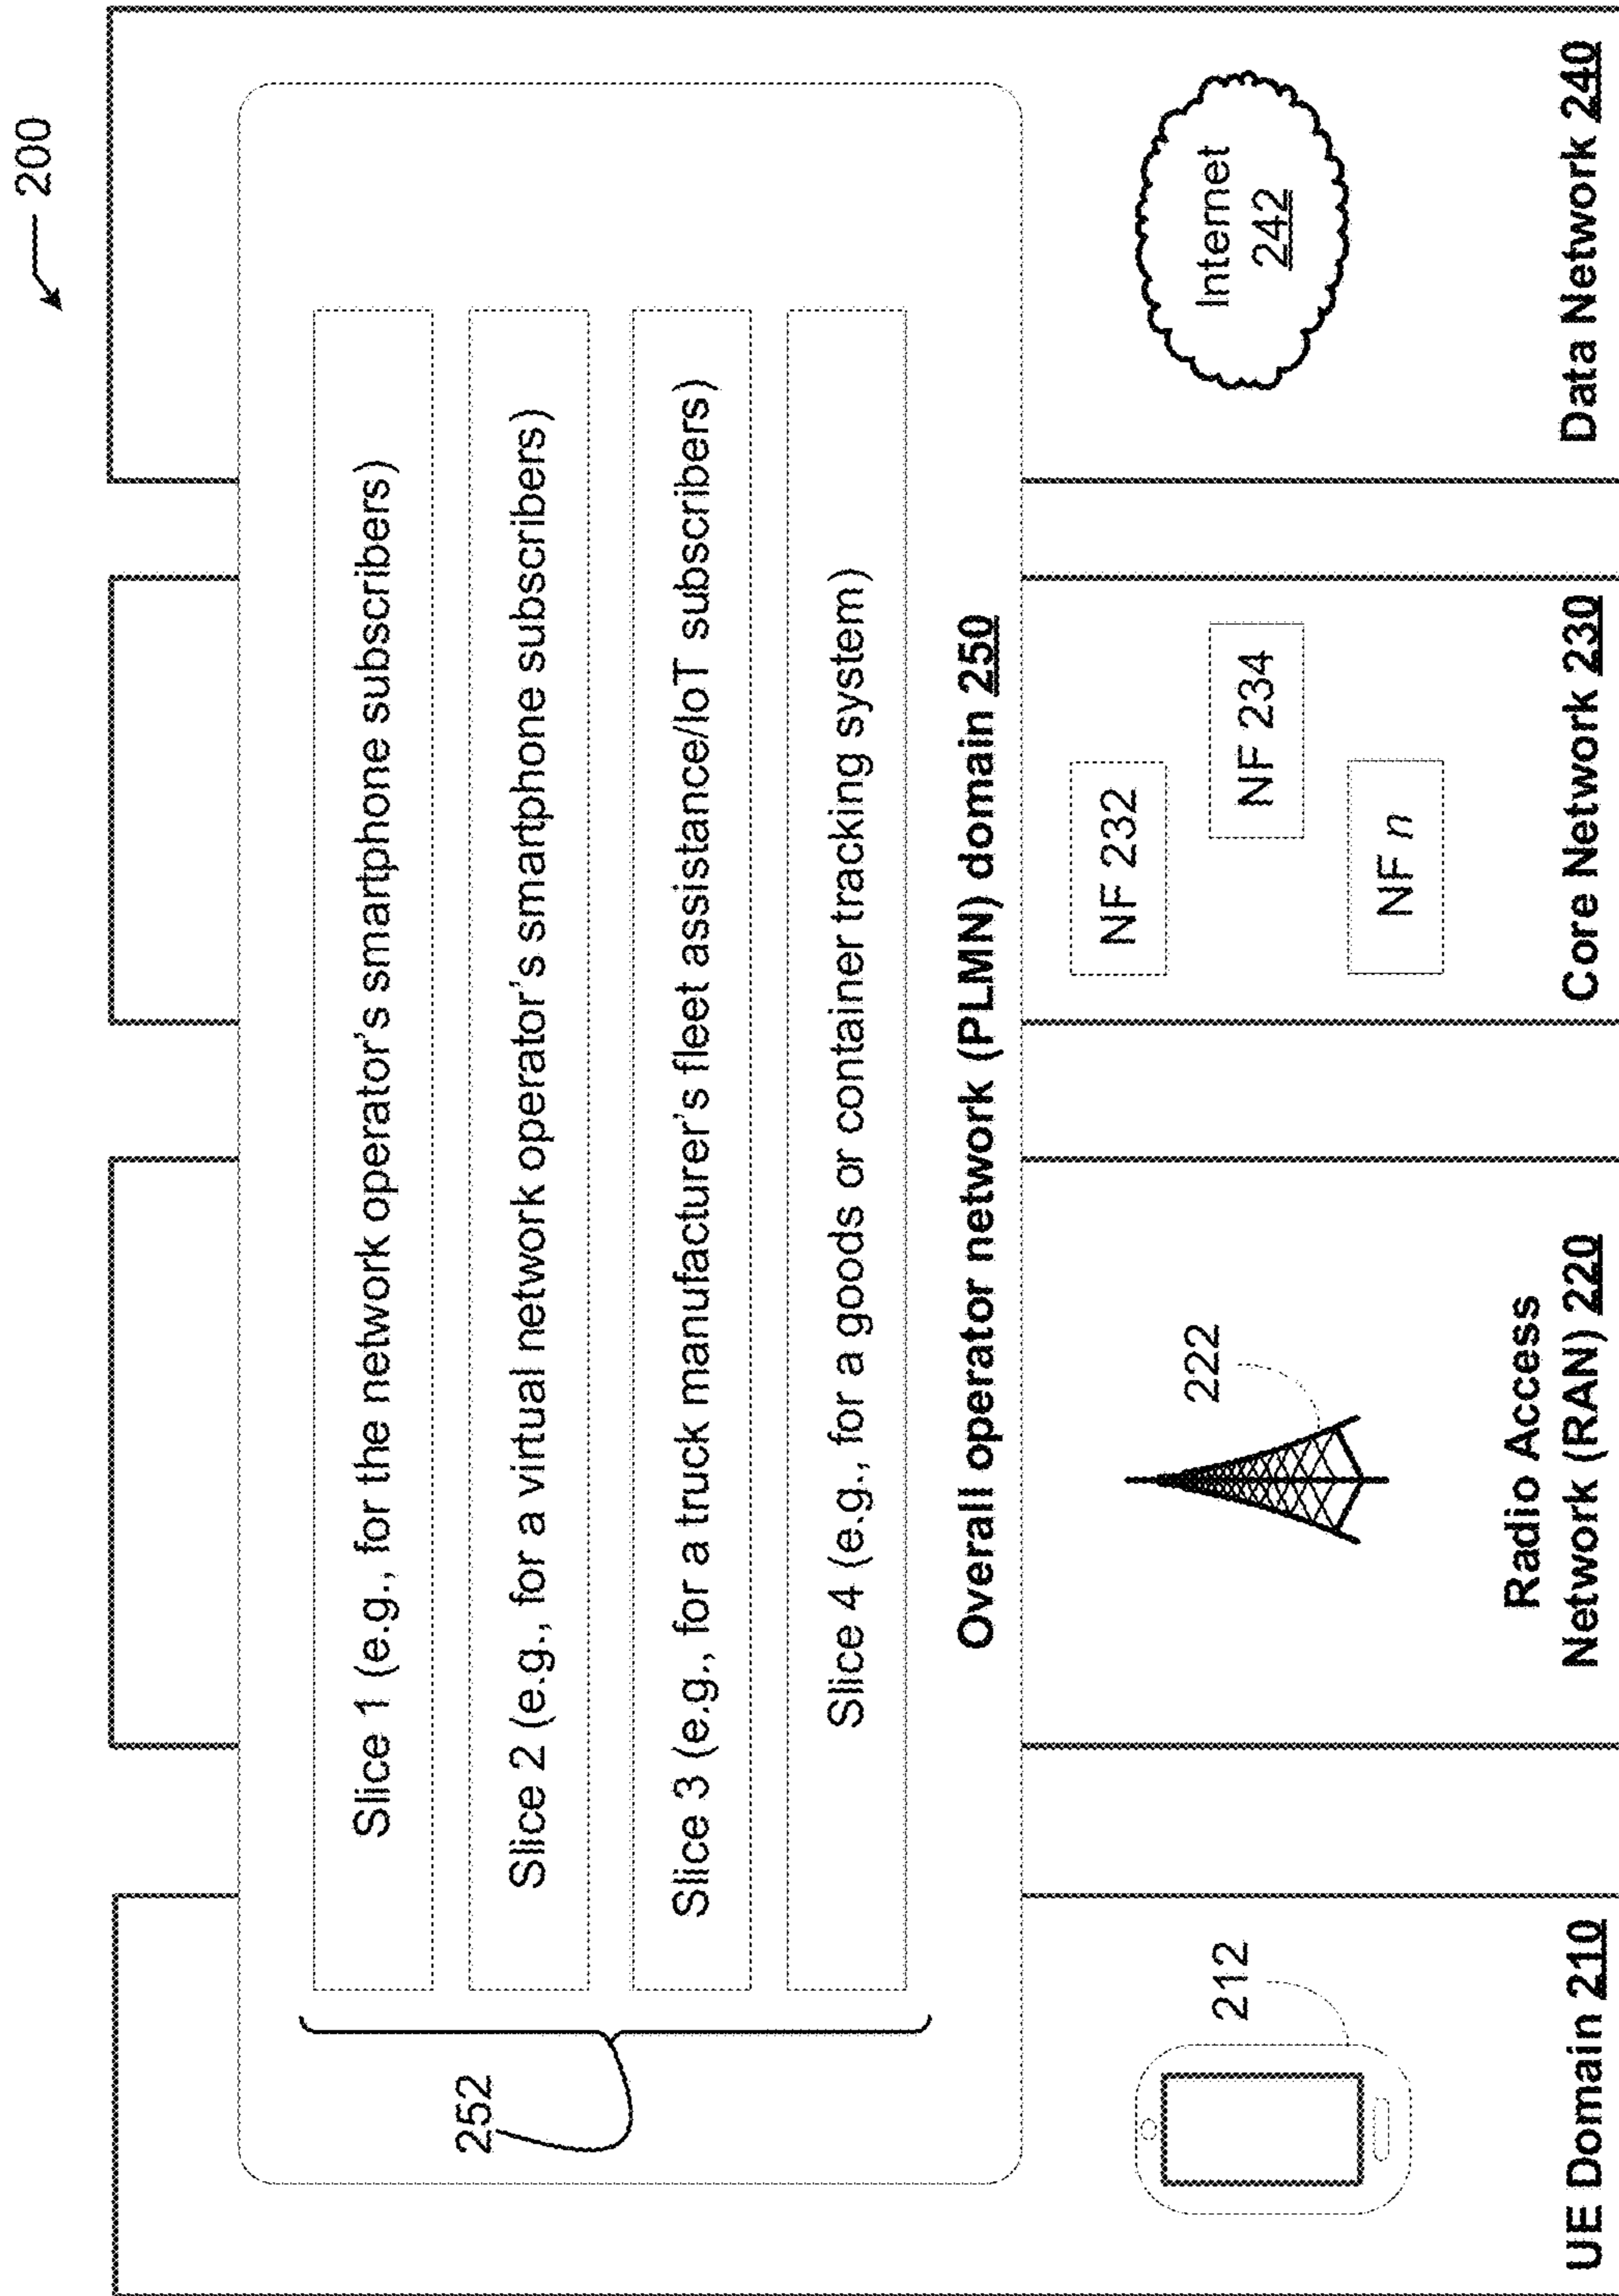 200
252
Slice 1 (e.g., for the network operator's smartphone subscribers)
Slice 2 (e.g., for a virtual network operator's smartphone subscribers)
Slice 3 (e.g., for a truck manufacturer's fleet assistance/IoT subscribers)
Slice 4 (e.g., for a goods or container tracking system)
Overall operator network (PLMN) domain 250
212
UE Domain 210
222
Radio Access
Network (RAN) 220
NF 232
NF 234
NF n
Core Network 230
Internet
242
Data Network 240